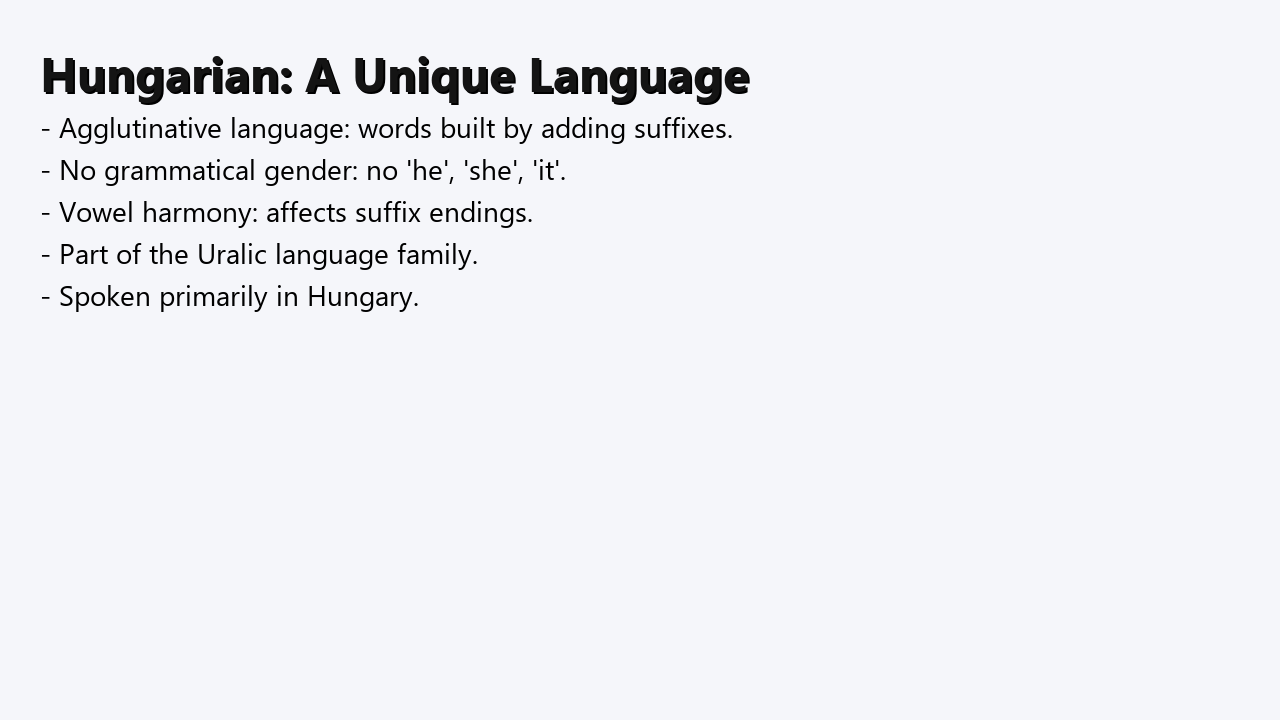 Hungarian: A Unique Language
- Agglutinative language: words built by adding suffixes.
- No grammatical gender: no 'he', 'she', 'it'.
- Vowel harmony: affects suffix endings.
- Part of the Uralic language family.
- Spoken primarily in Hungary.